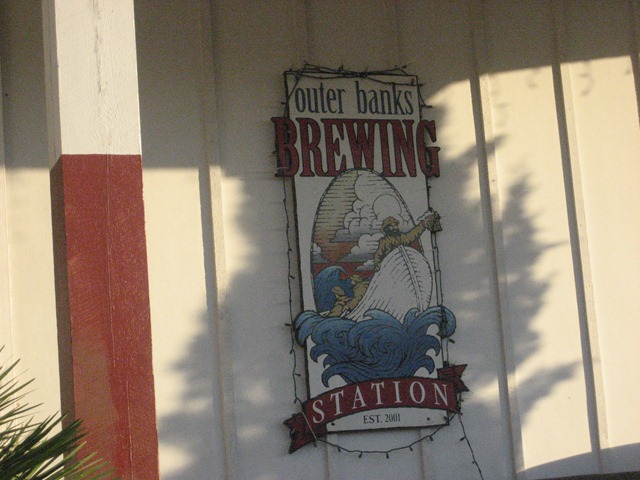 outer banks
BREWING
STATION
EST. 2001